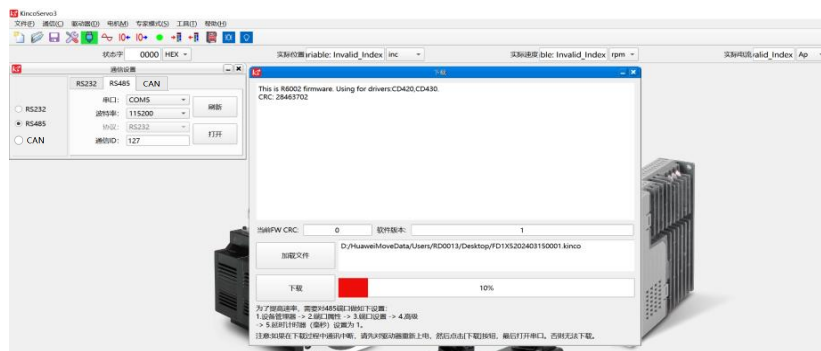 KincoServo3
文件(F) 通信(C) 驱动器(D) 电机(M) 专家模式(S) 工具(T) 帮助(H)
状态字 0000 HEX 实际位置 ariable: Invalid_Index inc 实际速度 ble: Invalid_Index rpm 实际电流 valid_Index Ap
通信设置
RS232 RS485 CAN
RS232
RS485
CAN
串口: COM5
刷新
波特率: 115200
协议: RS232
打开
通信ID: 127
下载
This is R6002 firmware. Using for drivers:CD420,CD430.
CRC: 28463702
当前FW CRC: 0 软件版本: 1
加载文件
D:/HuaweiMoveData/Users/RD0013/Desktop/FD1X5202403150001.kinco
下载
10%
为了提高速率，需要对485端口做如下设置:
1.设备管理器 -> 2.端口属性 -> 3.端口设置 -> 4.高级
-> 5.延时计时器（毫秒）设置为 1。
注意:如果在下载过程中通讯中断，请先对驱动器重新上电，然后点击[下载]按钮，最后打开串口。否则无法下载。